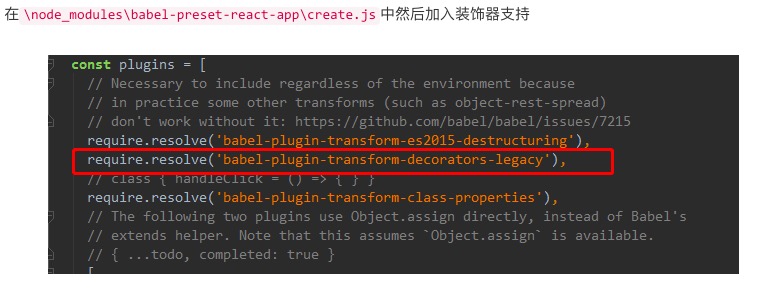 在 \node_modules\babel-preset-react-app\create.js 中然后加入装饰器支持
const plugins = [
// Necessary to include regardless of the environment because
// in practice some other transforms (such as object-rest-spread)
// don't work without it: https://github.com/babel/babel/issues/7215
require.resolve('babel-plugin-transform-es2015-destructuring'),
require.resolve('babel-plugin-transform-decorators-legacy'),
// class { handleClick = () => { } }
require.resolve('babel-plugin-transform-class-properties'),
// The following two plugins use Object.assign directly, instead of Babel's
// extends helper. Note that this assumes `Object.assign` is available.
// { ...todo, completed: true }
[